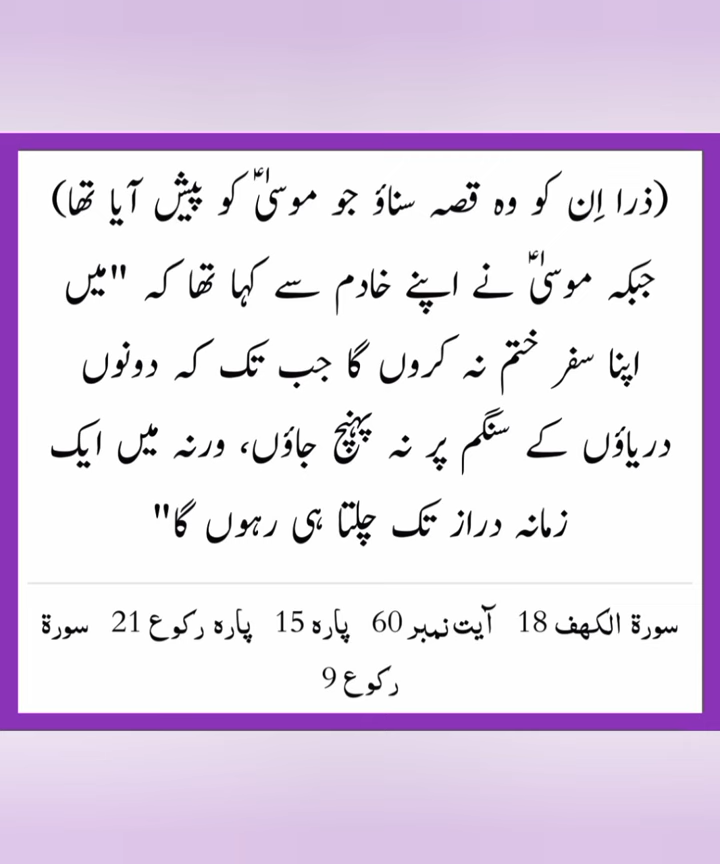 (ذرا اِن کو وہ قصہ سناؤ جو موسیٰؑ کو پیش آیا تھا)
جبکہ موسیٰؑ نے اپنے خادم سے کہا تھا کہ "میں
اپنا سفر ختم نہ کروں گا جب تک کہ دونوں
دریاؤں کے سنگم پر نہ پہنچ جاؤں، ورنہ میں ایک
زمانہ دراز تک چلتا ہی رہوں گا"
سورۃ الکهف 18 آیت نمبر 60 پارہ 15 پارہ رکوع 21 سورۃ
رکوع 9